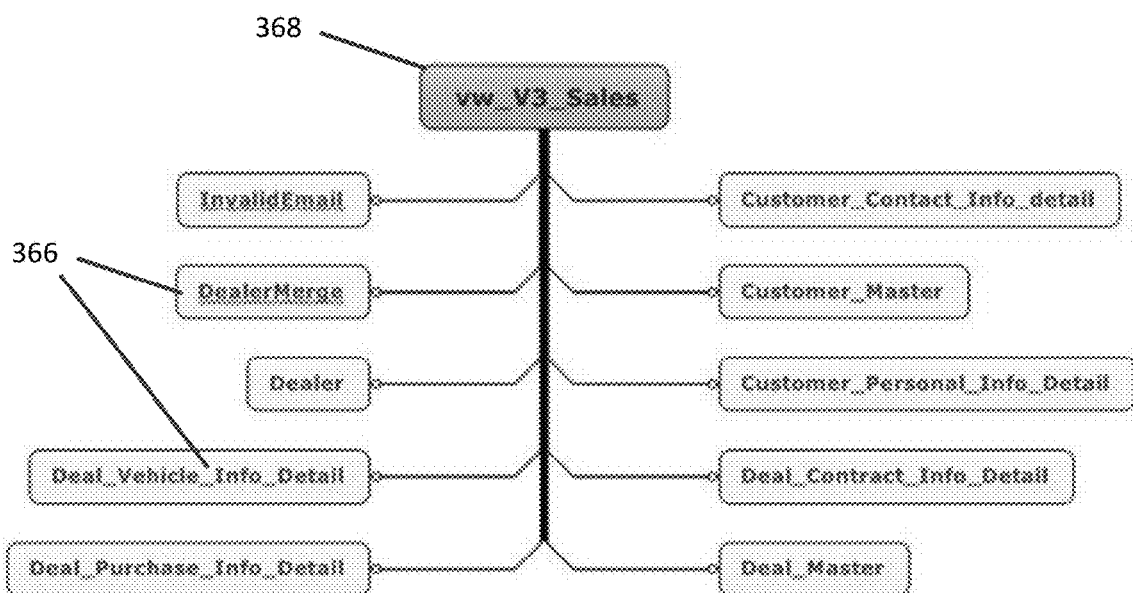 368
vw_V3_Sales
InvalidEmail
Customer_Contact_Info_detail
366
DealerMerge
Customer_Master
Dealer
Customer_Personal_Info_Detail
Deal_Vehicle_Info_Detail
Deal_Contract_Info_Detail
Deal_Purchase_Info_Detail
Deal_Master